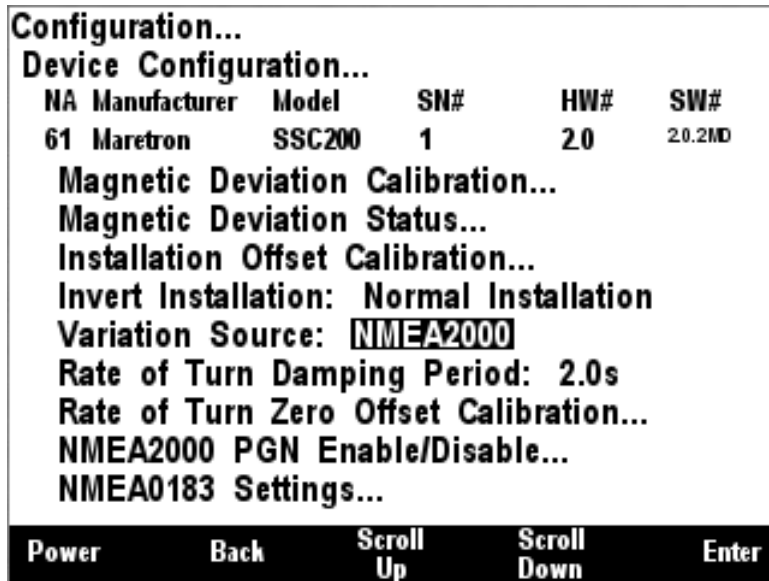 Configuration...
Device Configuration...
NA Manufacturer Model SN# HW# SW#
61 Maretron SSC200 1 2.0 2.0.2MD
Magnetic Deviation Calibration...
Magnetic Deviation Status...
Installation Offset Calibration...
Invert Installation: Normal Installation
Variation Source: NMEA2000
Rate of Turn Damping Period: 2.0s
Rate of Turn Zero Offset Calibration...
NMEA2000 PGN Enable/Disable...
NMEA0183 Settings...
Power Back Scroll Up Scroll Down Enter